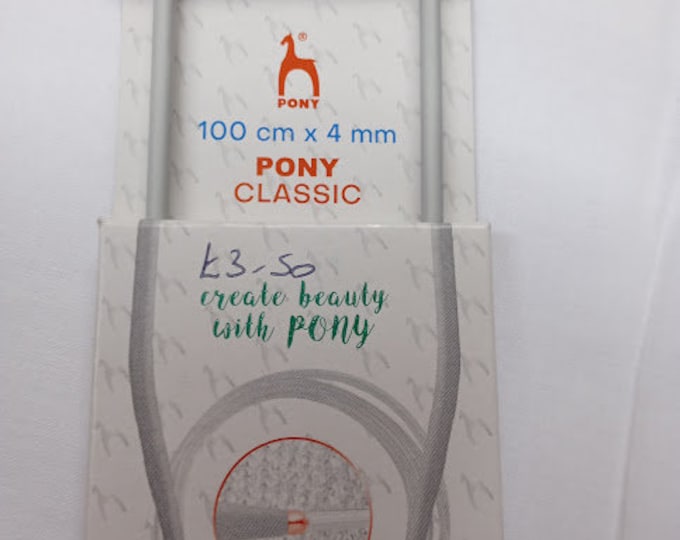 ®
PONY
100 cm x 4 mm
PONY
CLASSIC
£3-50
create beauty
with PONY